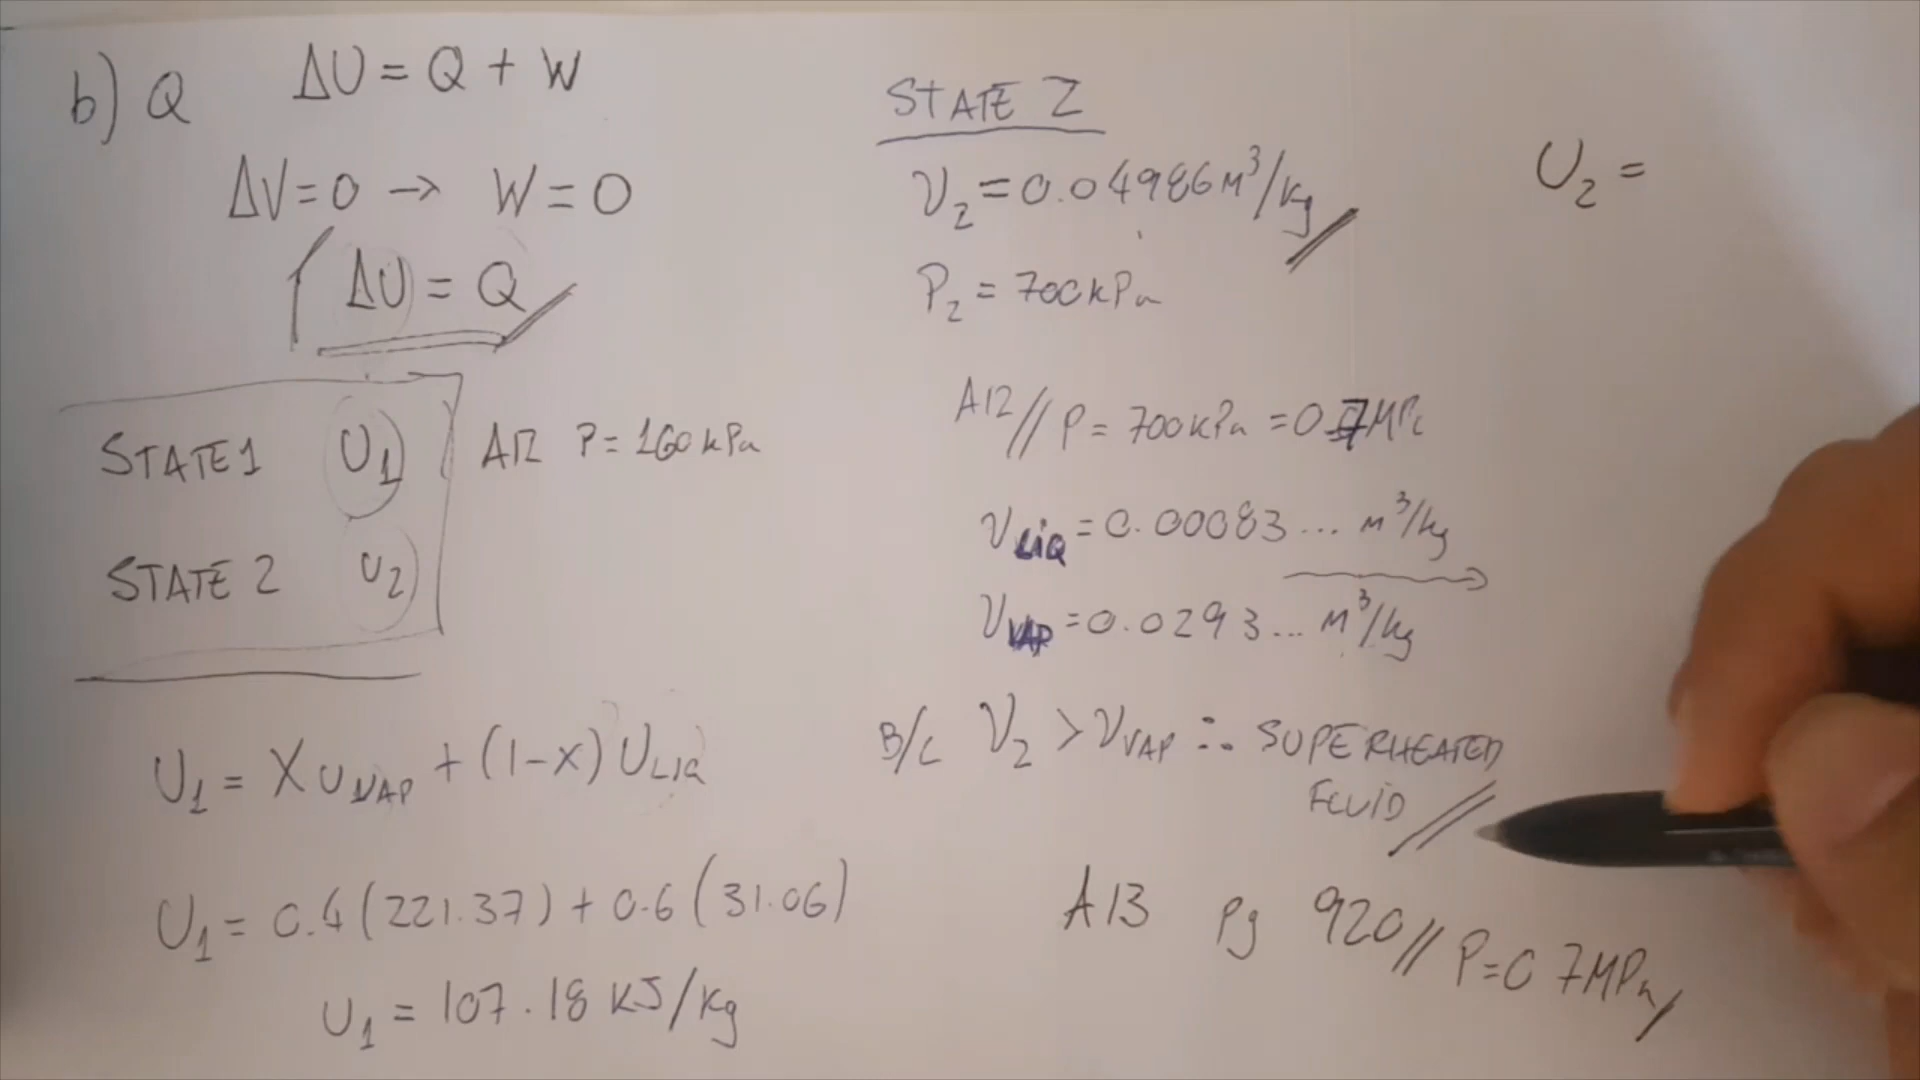 b) Q ΔU = Q + W
ΔV=0 → W = 0
ΔU = Q
STATE 1 U1
STATE 2 U2
A12 P= 160 kPa
U1 = X UVAP + (1-x) ULIQ
U1 = 0.4 (221.37) + 0.6 (31.06)
U1 = 107.18 KJ/kg
STATE 2
V2 = 0.04986 m³/kg
P2 = 700 kPa
A12 // P = 700 kPa = 0.7 MPa
VLIQ = 0.00083 ... m³/kg
VVAP = 0.0293 ... m³/kg
B/C V2 > VVAP ∴ SUPERHEATED
FLUID
A13 Pg 920 // P=0.7MPa
U2 =